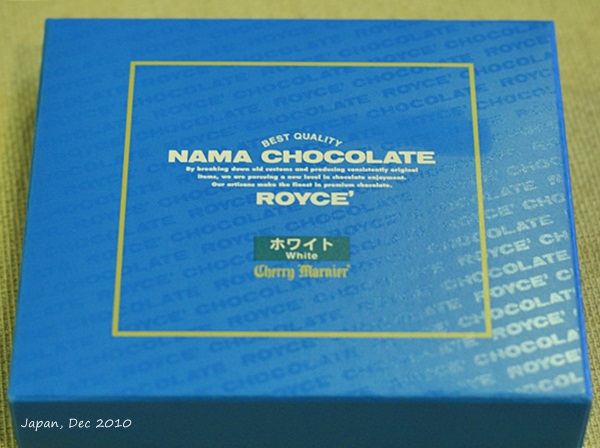 BEST QUALITY
NAMA CHOCOLATE
By breaking down old customs and producing consistently original
items, we are pursuing a new level in chocolate enjoyment.
Our artisans make the finest in premium chocolate.
ROYCE'
ホワイト
White
Cherry Marnier
Japan, Dec 2010